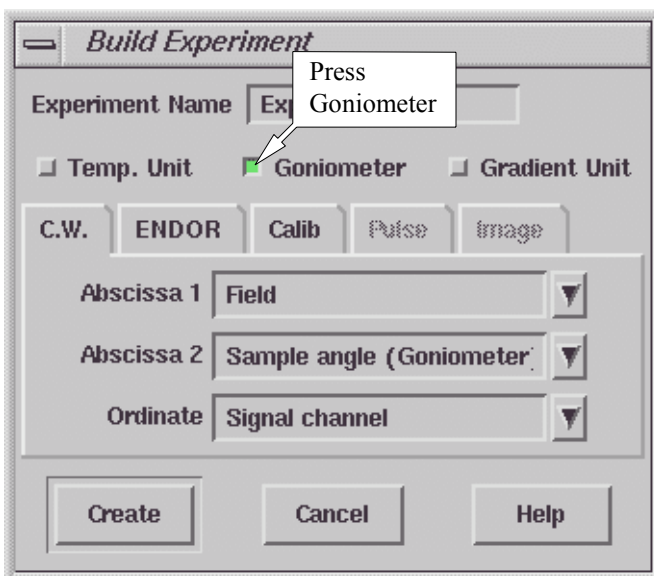 Build Experiment
Press
Goniometer
Experiment Name Exp
Temp. Unit Goniometer Gradient Unit
C.W. ENDOR Calib Pulse Image
Abscissa 1 Field
Abscissa 2 Sample angle (Goniometer)
Ordinate Signal channel
Create Cancel Help